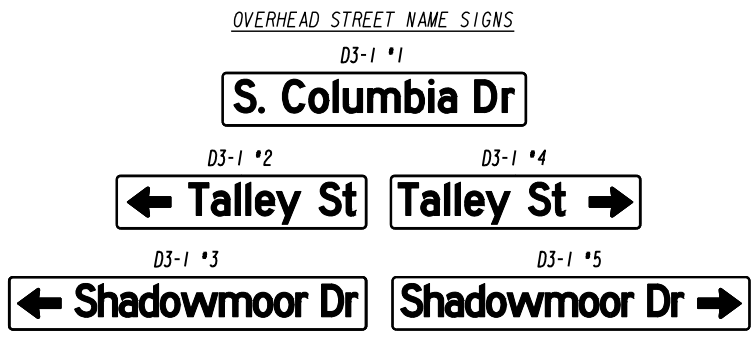 OVERHEAD STREET NAME SIGNS
D3-1 #1
S. Columbia Dr
D3-1 #2 D3-1 #4
← Talley St Talley St →
D3-1 #3 D3-1 #5
← Shadowmoor Dr Shadowmoor Dr →